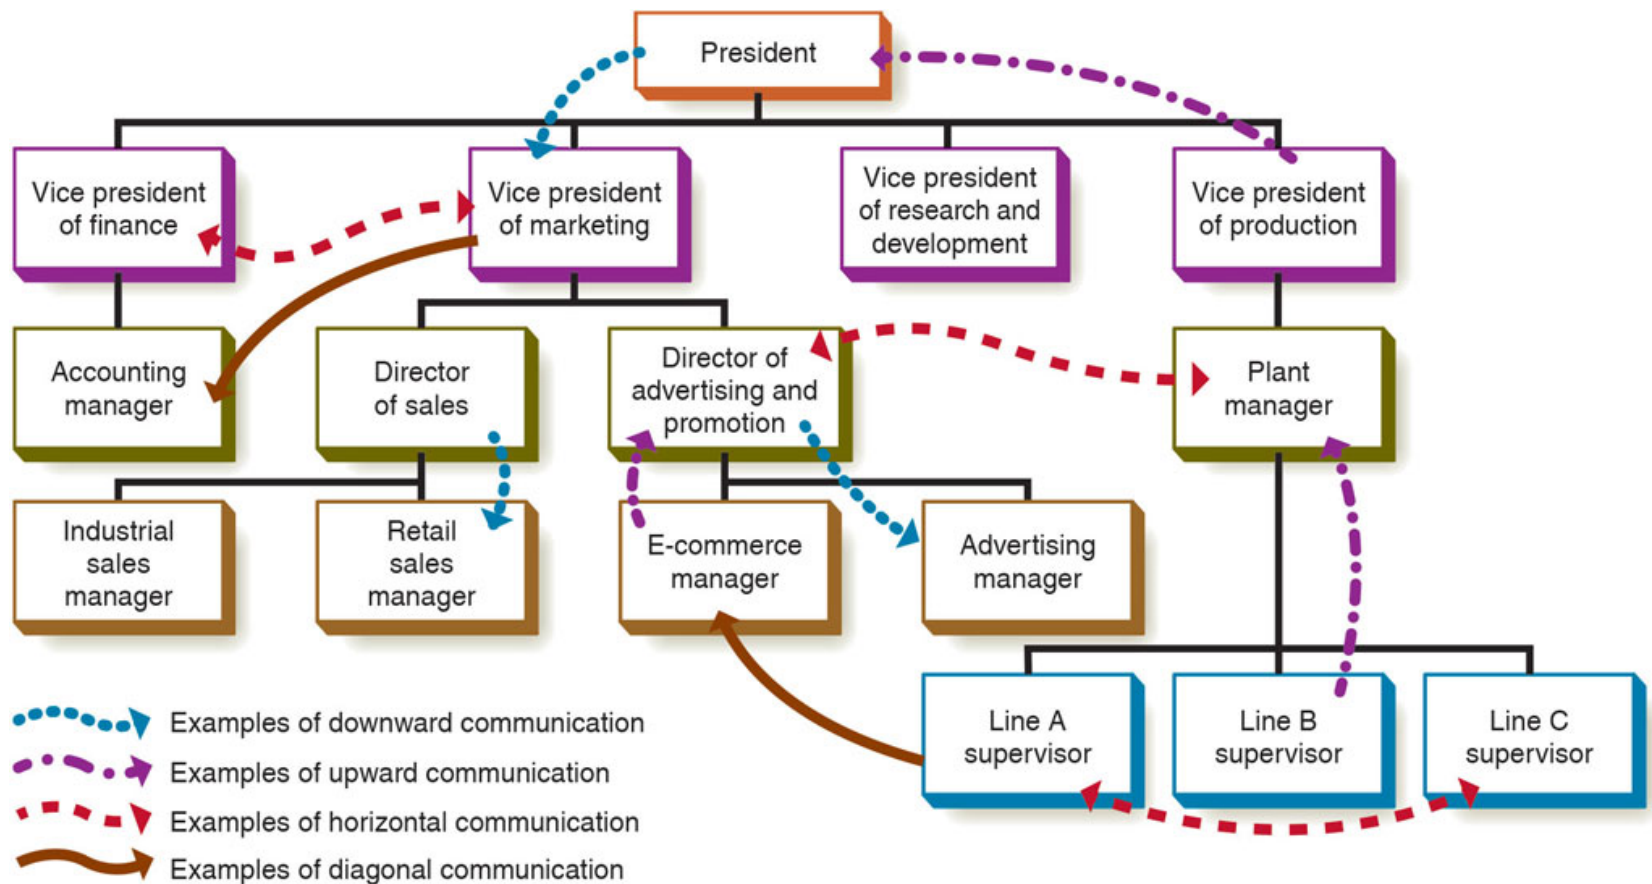 President
Vice president
of finance
Vice president
of marketing
Vice president
of research and
development
Vice president
of production
Accounting
manager
Director
of sales
Director of
advertising and
promotion
Plant
manager
Industrial
sales
manager
Retail
sales
manager
E-commerce
manager
Advertising
manager
Line A
supervisor
Line B
supervisor
Line C
supervisor
Examples of downward communication
Examples of upward communication
Examples of horizontal communication
Examples of diagonal communication